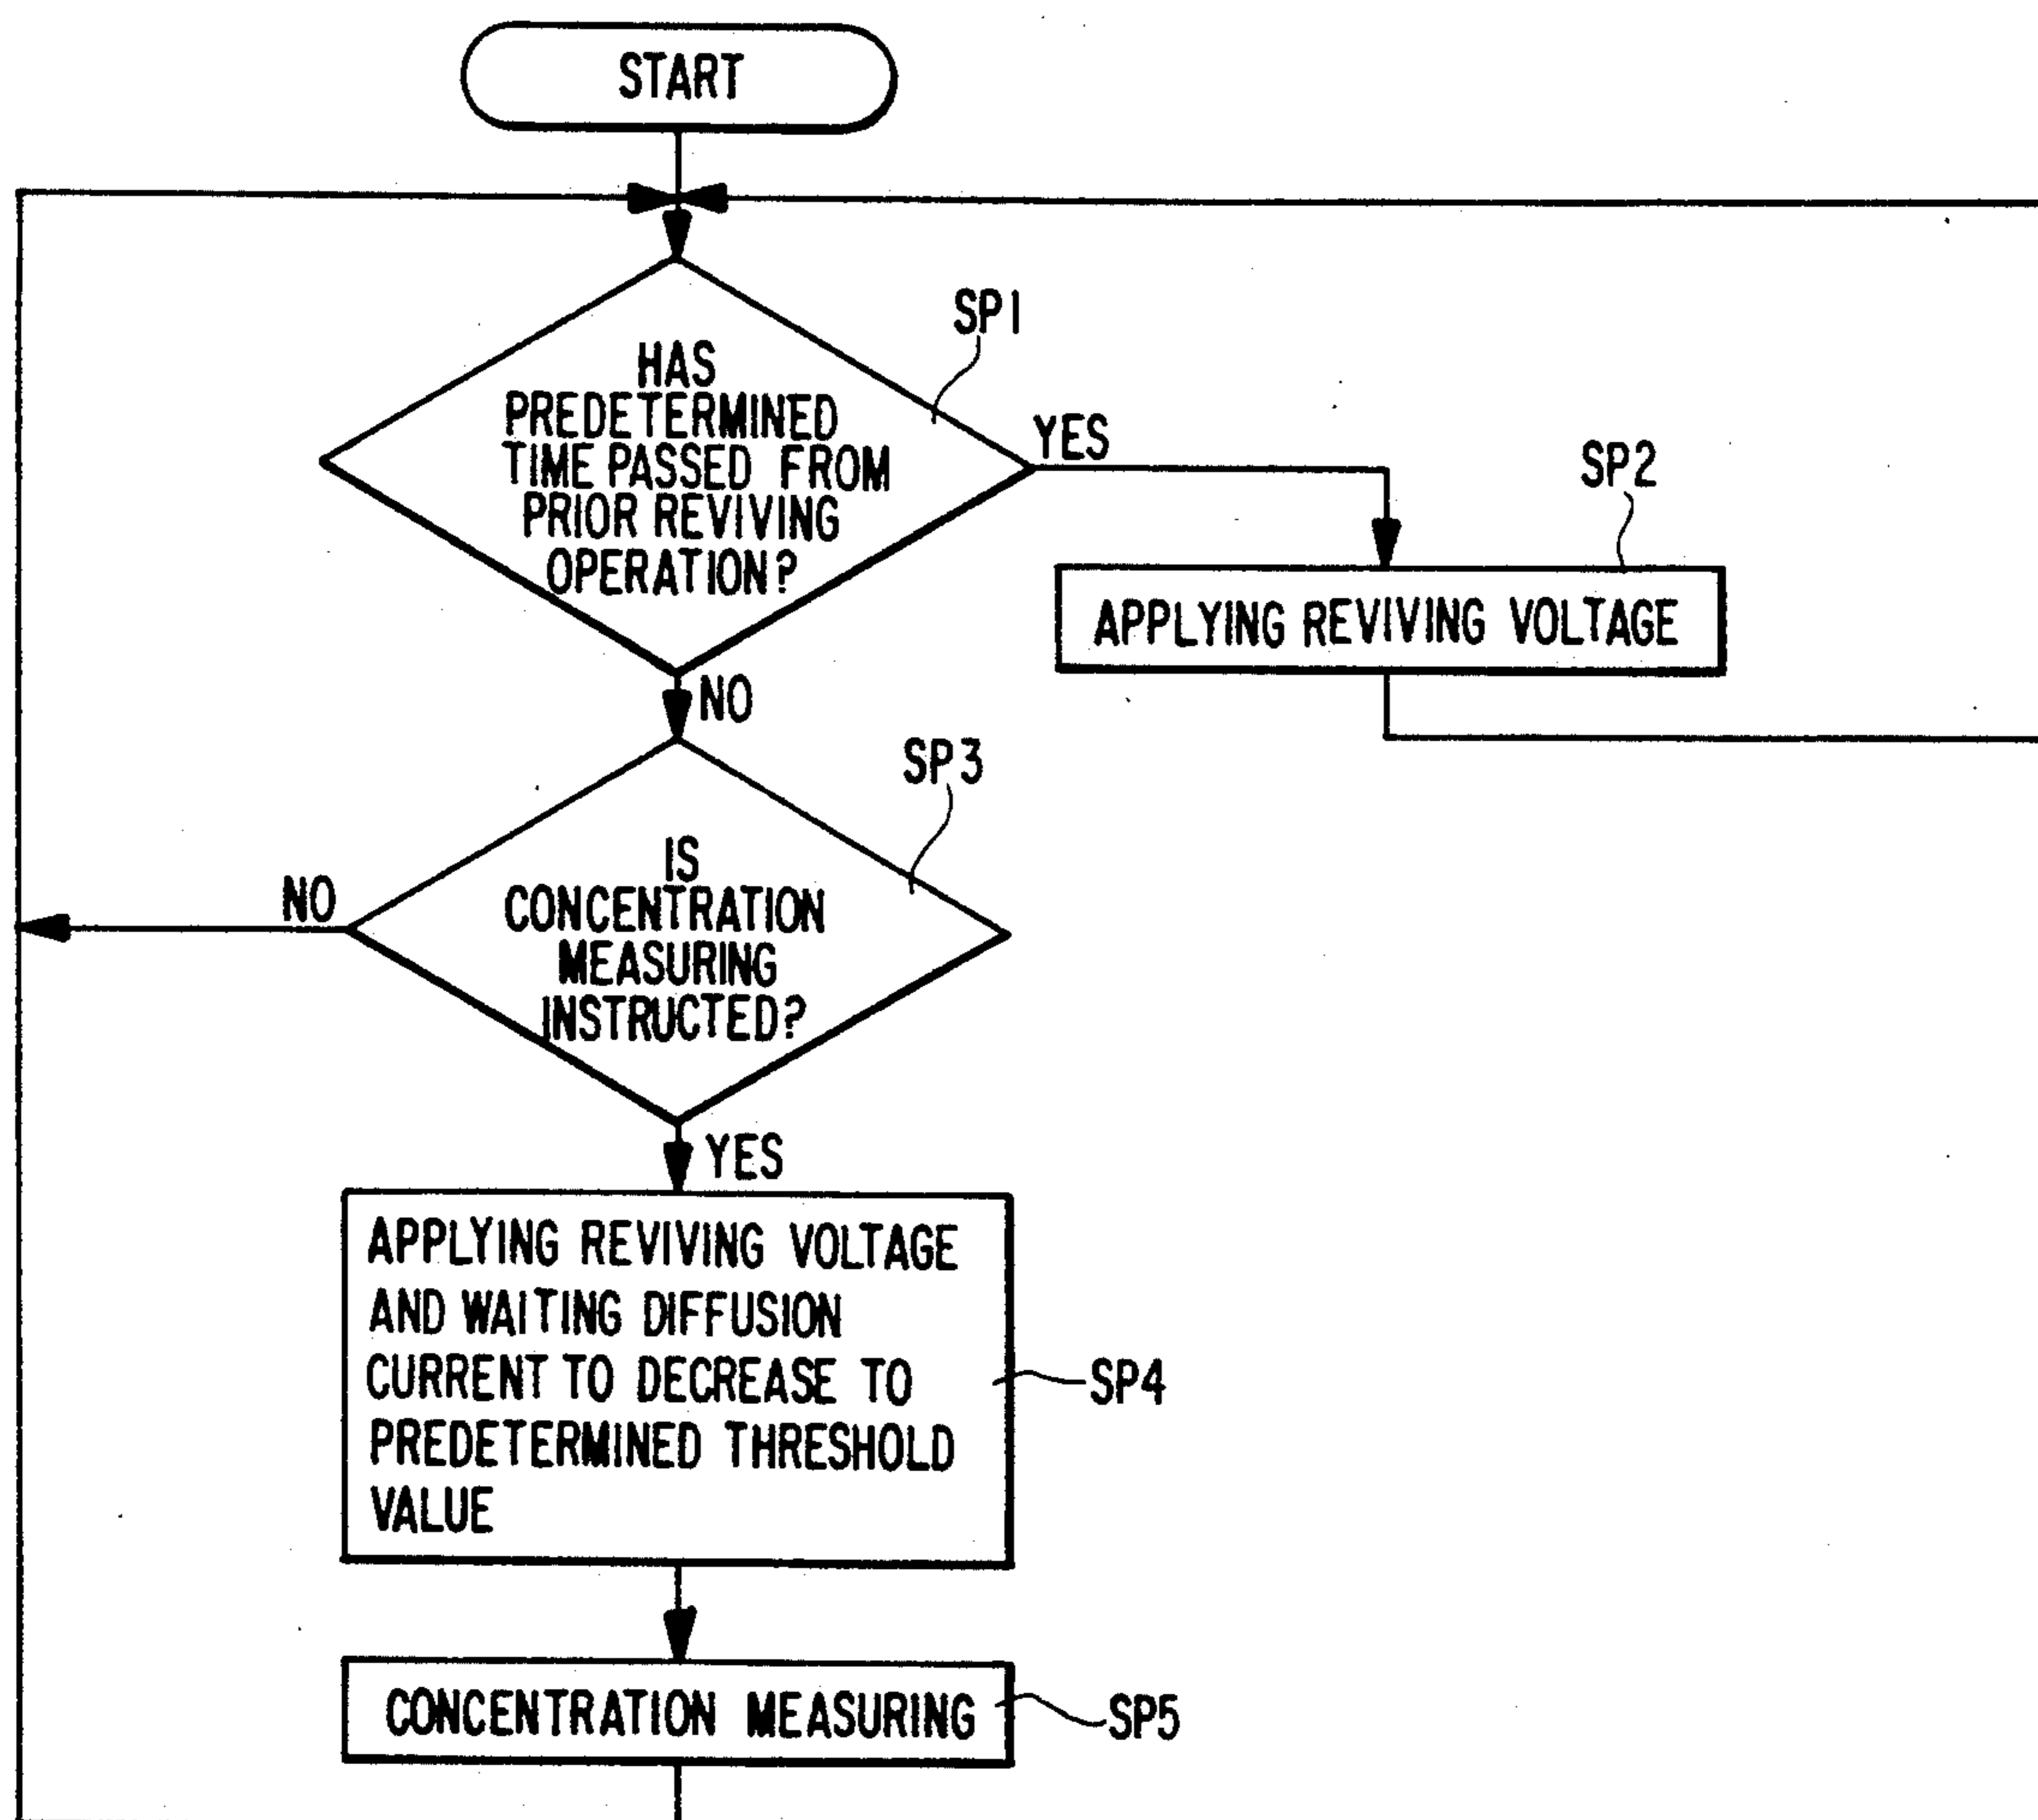 START
SP1
HAS
PREDETERMINED
TIME PASSED FROM
PRIOR REVIVING
OPERATION?
YES
SP2
APPLYING REVIVING VOLTAGE
NO
SP3
IS
CONCENTRATION
MEASURING
INSTRUCTED?
NO
YES
APPLYING REVIVING VOLTAGE
AND WAITING DIFFUSION
CURRENT TO DECREASE TO
PREDETERMINED THRESHOLD
VALUE
SP4
CONCENTRATION MEASURING
SP5